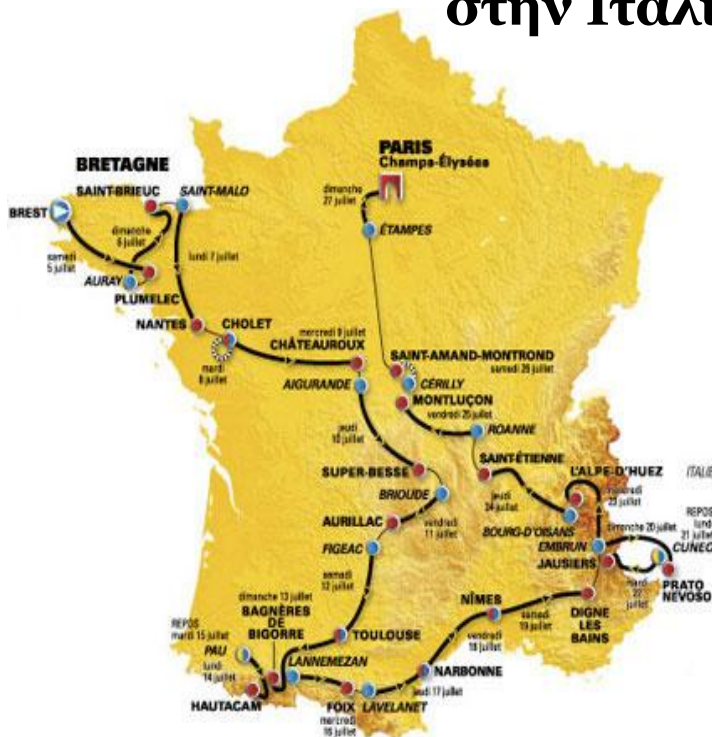 στην Ιταλί
PARIS
Champs-Élysées
dimanche
27 juillet
BRETAGNE
SAINT-BRIEUC
SAINT-MALO
BREST
dimanche
6 juillet
ÉTAMPES
samedi
5 juillet
lundi 7 juillet
AURAY
PLUMELEC
NANTES
CHOLET
mercredi 9 juillet
CHÂTEAUROUX
mardi
8 juillet
SAINT-AMAND-MONTROND
samedi 26 juillet
AIGURANDE
CÉRILLY
MONTLUÇON
vendredi 25 juillet
jeudi
10 juillet
ROANNE
SAINT-ÉTIENNE
SUPER-BESSE
L'ALPE-D'HUEZ
ITALIE
mercredi
23 juillet
BRIOUDE
jeudi
24 juillet
AURILLAC
vendredi
11 juillet
BOURG-D'OISANS
dimanche 20 juillet
REPOS
lundi
21 juillet
FIGEAC
EMBRUN
CUNEO
JAUSIERS
samedi
12 juillet
mardi
22
juillet
PRATO
NEVOSO
dimanche 13 juillet
BAGNÈRES
DE
BIGORRE
NÎMES
samedi
19 juillet
DIGNE
LES
BAINS
REPOS
mardi 15 juillet
TOULOUSE
vendredi
18 juillet
PAU
lundi
14 juillet
LANNEMEZAN
NARBONNE
jeudi 17 juillet
HAUTACAM
FOIX
LAVELANET
mercredi
16 juillet